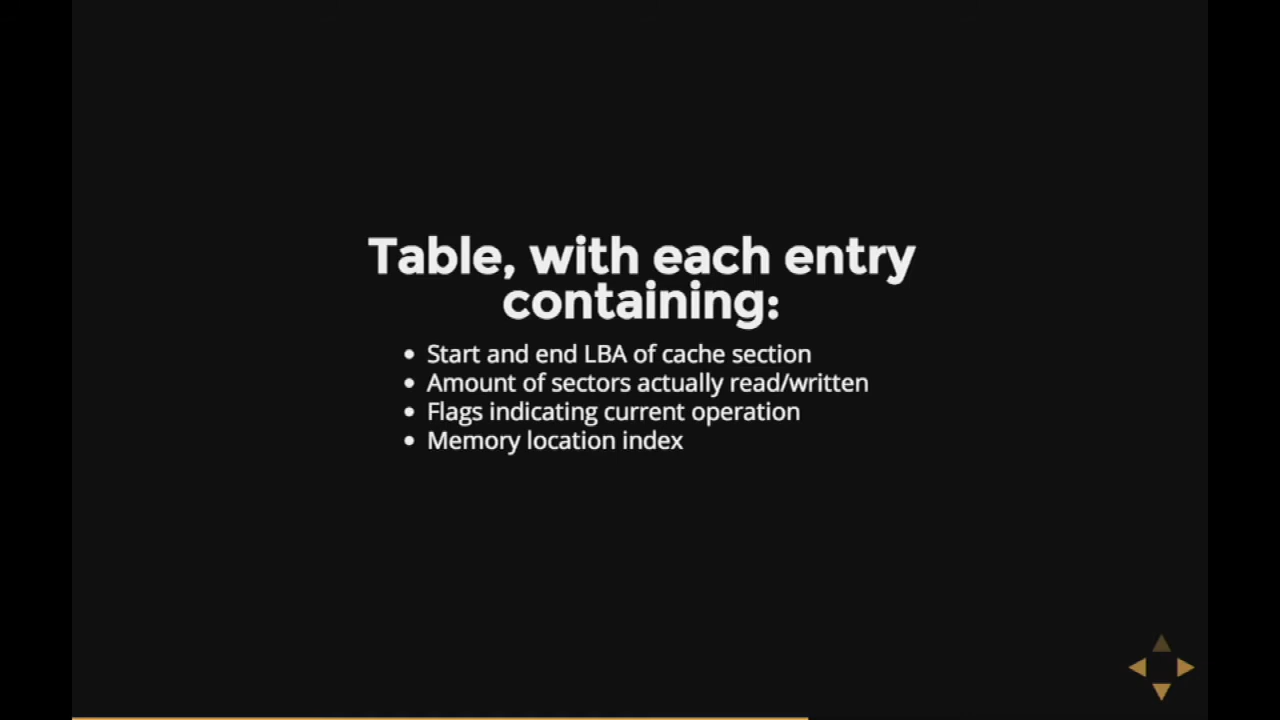 Table, with each entry
containing:
Start and end LBA of cache section
Amount of sectors actually read/written
Flags indicating current operation
Memory location index